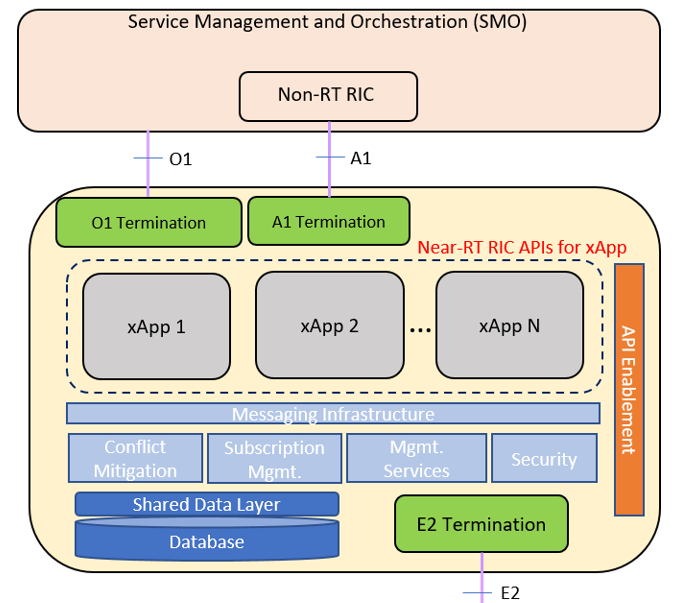 Service Management and Orchestration (SMO)
Non-RT RIC
O1
A1
O1 Termination
A1 Termination
Near-RT RIC APIs for xApp
xApp 1
xApp 2
...
xApp N
API Enablement
Messaging Infrastructure
Conflict
Mitigation
Subscription
Mgmt.
Mgmt.
Services
Security
Shared Data Layer
Database
E2 Termination
E2